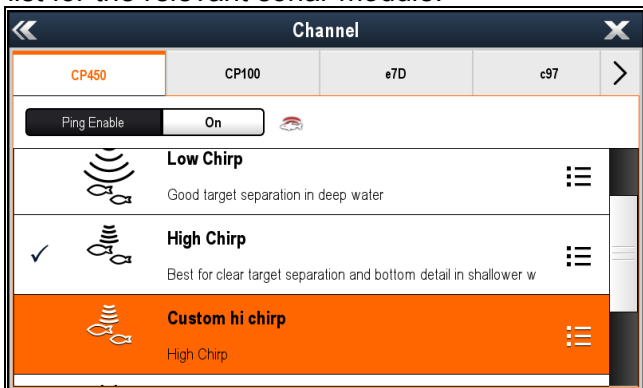 list for the relevant sonar module.
Channel
CP450 CP100 e7D c97
Ping Enable On
Low Chirp
Good target separation in deep water
High Chirp
Best for clear target separation and bottom detail in shallower w
Custom hi chirp
High Chirp